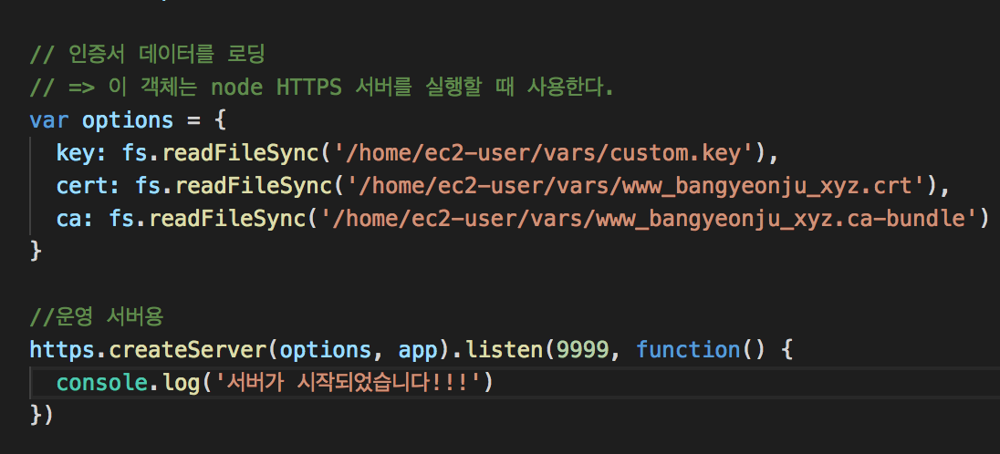 // 인증서 데이터를 로딩
// => 이 객체는 node HTTPS 서버를 실행할 때 사용한다.
var options = {
  key: fs.readFileSync('/home/ec2-user/vars/custom.key'),
  cert: fs.readFileSync('/home/ec2-user/vars/www_bangyeonju_xyz.crt'),
  ca: fs.readFileSync('/home/ec2-user/vars/www_bangyeonju_xyz.ca-bundle')
}
//운영 서버용
https.createServer(options, app).listen(9999, function() {
  console.log('서버가 시작되었습니다!!!')
})